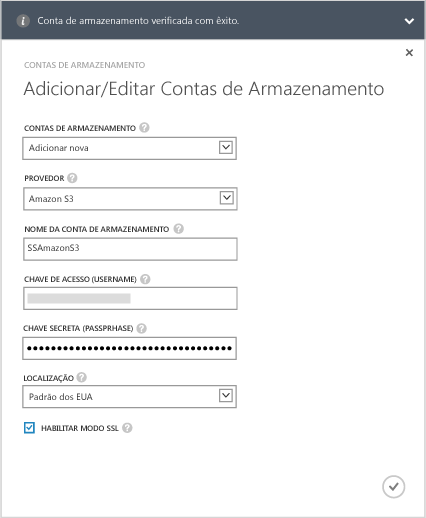 Conta de armazenamento verificada com êxito.
CONTAS DE ARMAZENAMENTO
Adicionar/Editar Contas de Armazenamento
CONTAS DE ARMAZENAMENTO
Adicionar nova
PROVEDOR
Amazon S3
NOME DA CONTA DE ARMAZENAMENTO
SSAmazonS3
CHAVE DE ACESSO (USERNAME)
CHAVE SECRETA (PASSPRHASE)
LOCALIZAÇÃO
Padrão dos EUA
HABILITAR MODO SSL